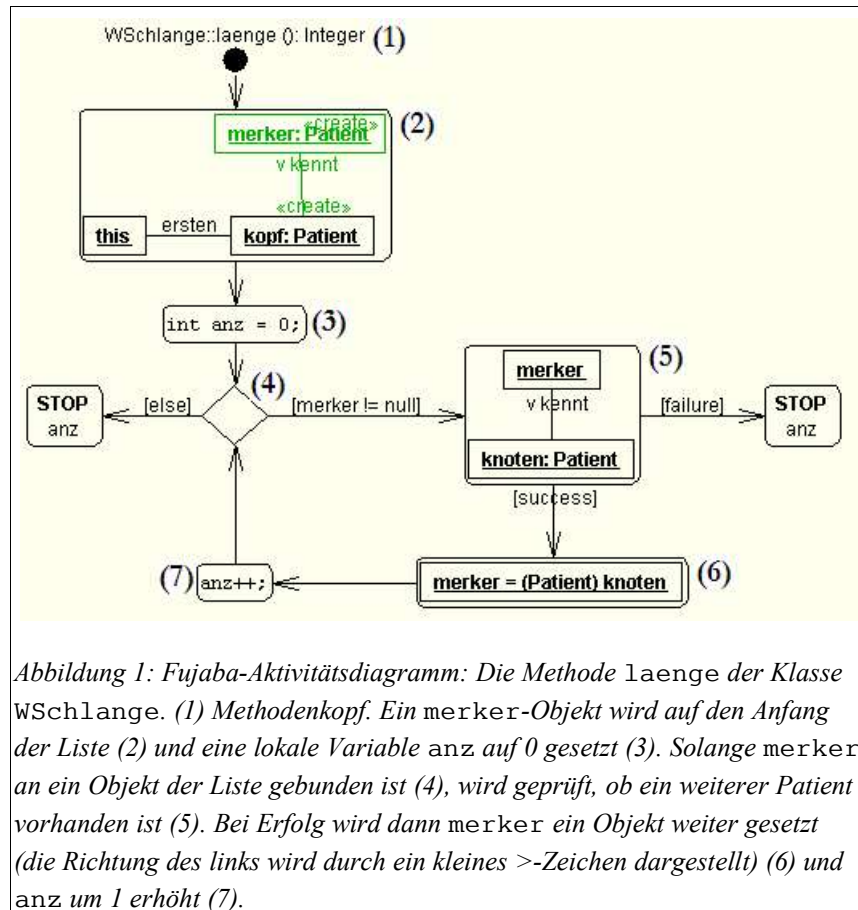 WSchlange::laenge (): Integer (1)
«create»
merker: Patient
(2)
v kennt
«create»
this
ersten
kopf: Patient
int anz = 0;
(3)
(4)
STOP
anz
[else]
[merker != null]
merker
(5)
v kennt
knoten: Patient
[failure]
STOP
anz
[success]
(7)
anz++;
merker = (Patient) knoten
(6)
Abbildung 1: Fujaba-Aktivitätsdiagramm: Die Methode laenge der Klasse
WSchlange. (1) Methodenkopf. Ein merker-Objekt wird auf den Anfang
der Liste (2) und eine lokale Variable anz auf 0 gesetzt (3). Solange merker
an ein Objekt der Liste gebunden ist (4), wird geprüft, ob ein weiterer Patient
vorhanden ist (5). Bei Erfolg wird dann merker ein Objekt weiter gesetzt
(die Richtung des links wird durch ein kleines >-Zeichen dargestellt) (6) und
anz um 1 erhöht (7).